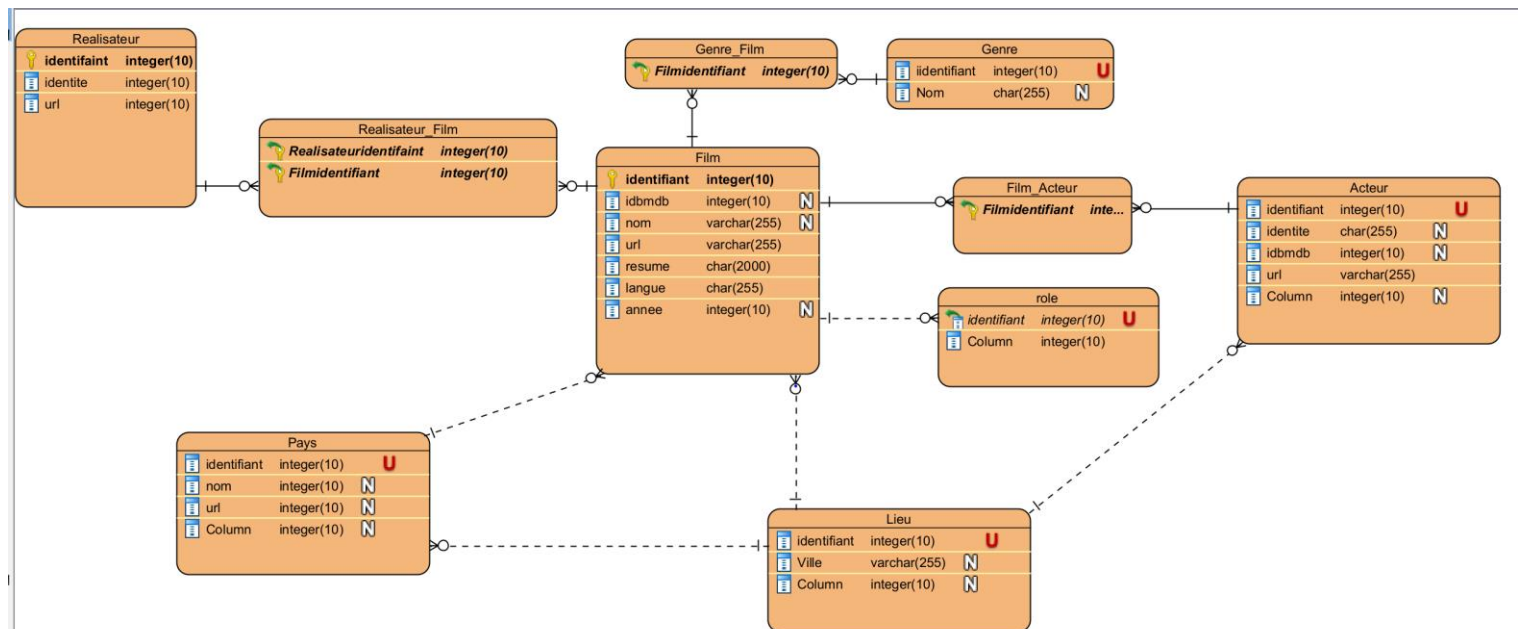 Realisateur
identifaint integer(10)
identite integer(10)
url integer(10)
Realisateur_Film
Realisateuridentifaint integer(10)
Filmidentifiant integer(10)
Genre_Film
Filmidentifiant integer(10)
Genre
iidentifiant integer(10) U
Nom char(255) N
Film
identifiant integer(10)
idbmdb integer(10) N
nom varchar(255) N
url varchar(255)
resume char(2000)
langue char(255)
annee integer(10) N
Film_Acteur
Filmidentifiant inte...
Acteur
identifiant integer(10) U
identite char(255) N
idbmdb integer(10) N
url varchar(255)
Column integer(10) N
role
identifiant integer(10) U
Column integer(10)
Pays
identifiant integer(10) U
nom integer(10) N
url integer(10) N
Column integer(10) N
Lieu
identifiant integer(10) U
Ville varchar(255) N
Column integer(10) N